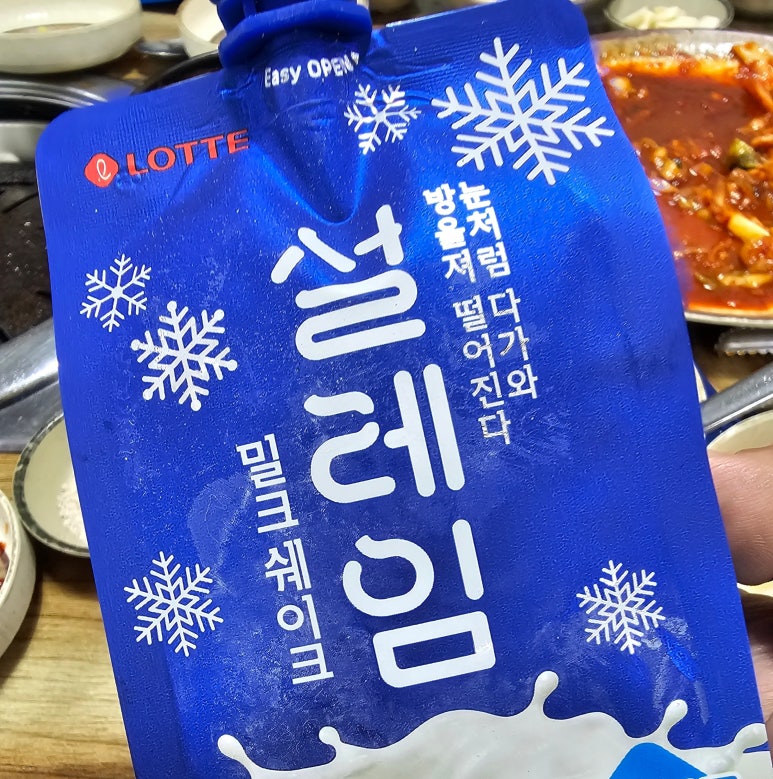 Easy OPEN
LOTTE
눈처럼 다가와
방울져 떨어진다
설레임
밀크쉐이크